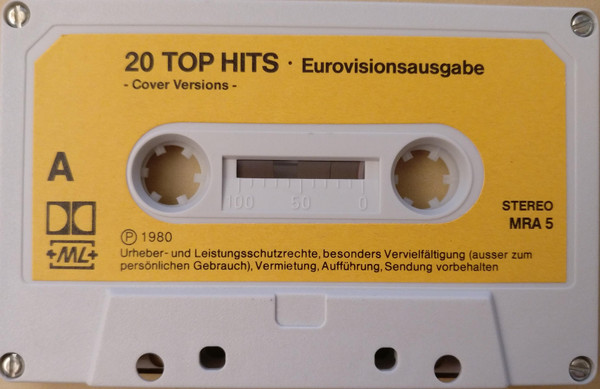 20 TOP HITS · Eurovisionsausgabe
- Cover Versions -
A
100 50 0
STEREO
MRA 5
+ML+
Ⓟ 1980
Urheber- und Leistungsschutzrechte, besonders Vervielfältigung (ausser zum
persönlichen Gebrauch), Vermietung, Aufführung, Sendung vorbehalten